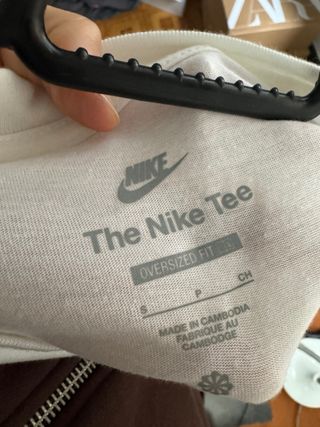 NIKE
The Nike Tee
OVERSIZED FIT
S P CH
MADE IN CAMBODIA
FABRIQUE AU
CAMBODGE